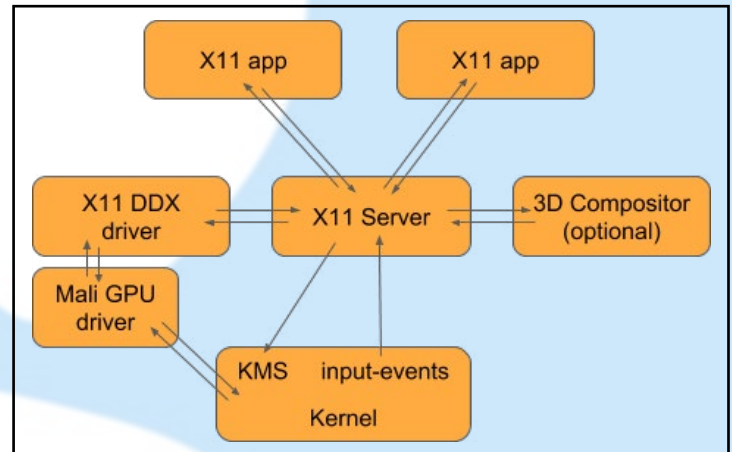 X11 app
X11 app
X11 DDX
driver
X11 Server
3D Compositor
(optional)
Mali GPU
driver
KMS
input-events
Kernel